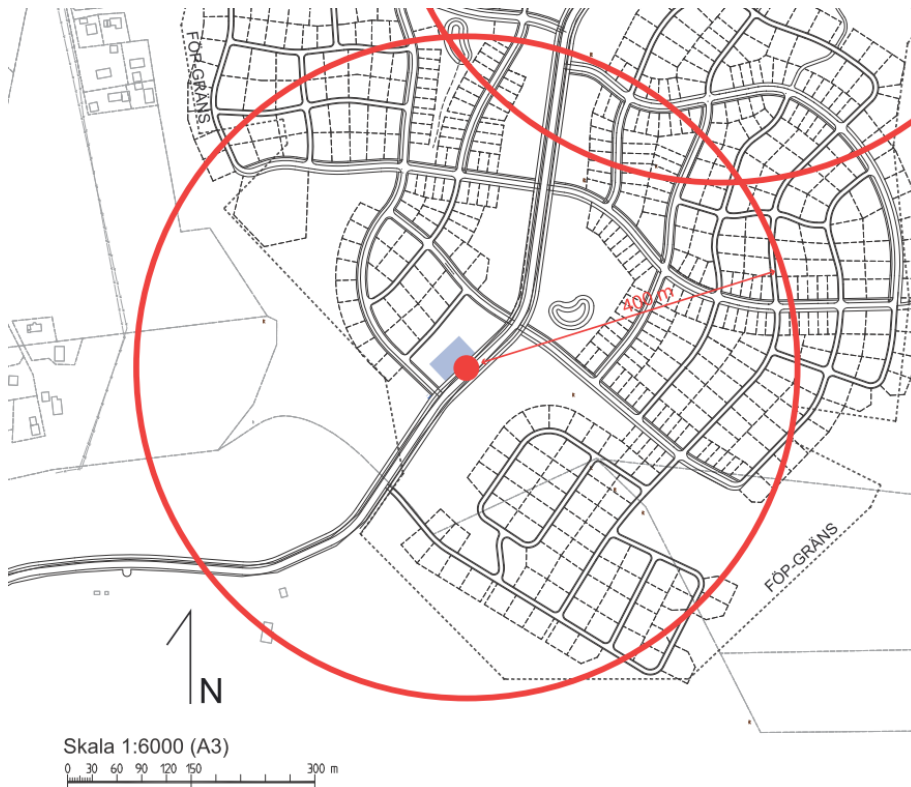 FÖP-GRÄNS
400 m
FÖP-GRÄNS
N
Skala 1:6000 (A3)
0 30 60 90 120 150 300 m